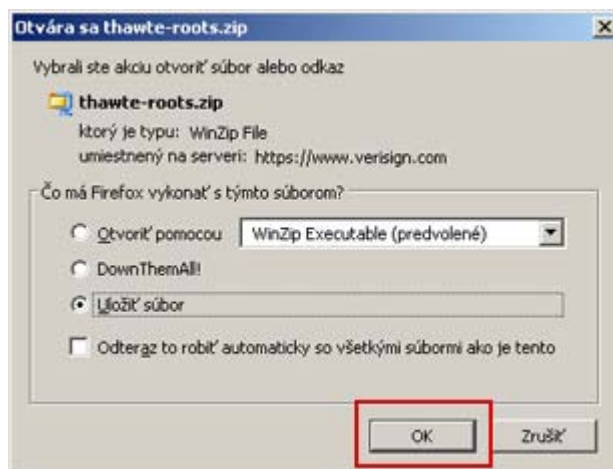 Otvára sa thawte-roots.zip
Vybrali ste akciu otvoriť súbor alebo odkaz
thawte-roots.zip
ktorý je typu: WinZip File
umiestnený na serveri: https://www.verisign.com
Čo má Firefox vykonať s týmto súborom?
Otvoriť pomocou WinZip Executable (predvolené)
DownThemAll!
Uložiť súbor
Odteraz to robiť automaticky so všetkými súbormi ako je tento
OK Zrušiť